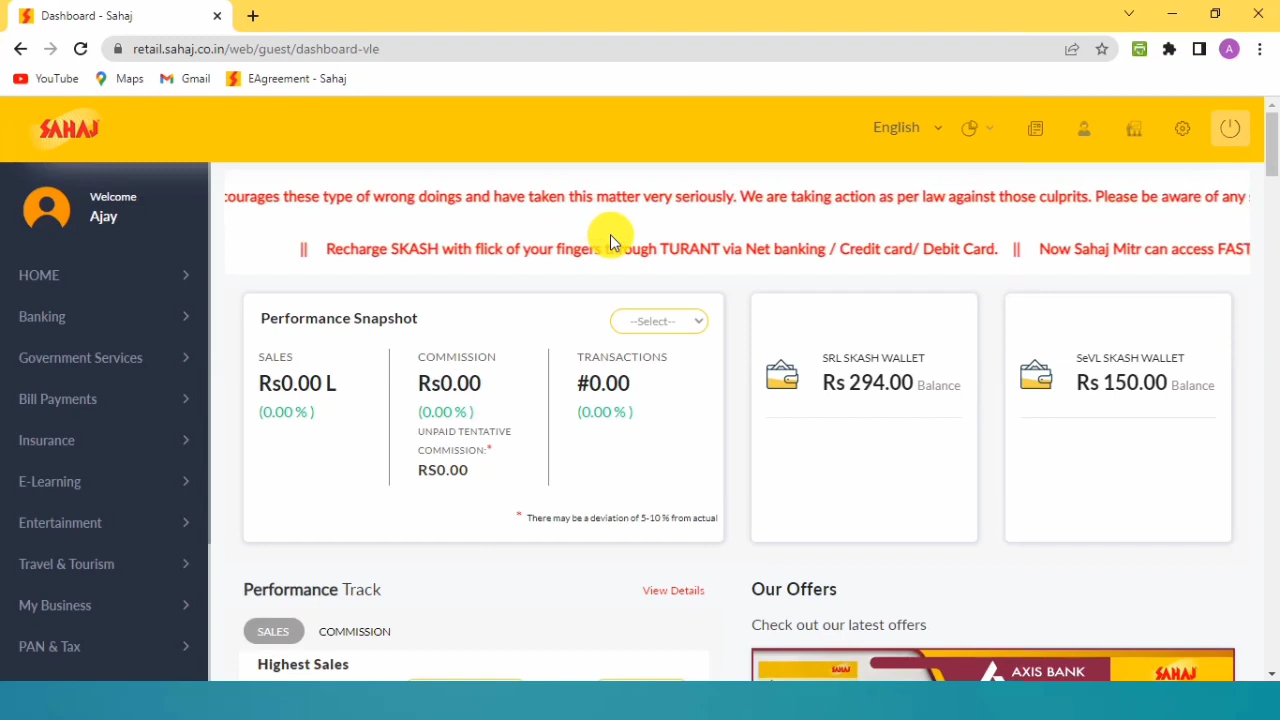 Dashboard - Sahaj
retail.sahaj.co.in/web/guest/dashboard-vle
A
YouTube
Maps
Gmail
EAgreement - Sahaj
SAHAJ
English
Welcome
Ajay
courages these type of wrong doings and have taken this matter very seriously. We are taking action as per law against those culprits. Please be aware of any
|| Recharge SKASH with flick of your fingers through TURANT via Net banking / Credit card/ Debit Card. || Now Sahaj Mitr can access FAST
HOME
Banking
Government Services
Bill Payments
Insurance
E-Learning
Entertainment
Travel & Tourism
My Business
PAN & Tax
Performance Snapshot
--Select--
SALES
Rs0.00 L
(0.00 % )
COMMISSION
Rs0.00
(0.00 % )
UNPAID TENTATIVE
COMMISSION:*
RS0.00
TRANSACTIONS
#0.00
(0.00 % )
* There may be a deviation of 5-10 % from actual
SRL SKASH WALLET
Rs 294.00 Balance
SeVL SKASH WALLET
Rs 150.00 Balance
Performance Track
View Details
SALES
COMMISSION
Highest Sales
Our Offers
Check out our latest offers
SAHAJ
AXIS BANK
SAHAJ